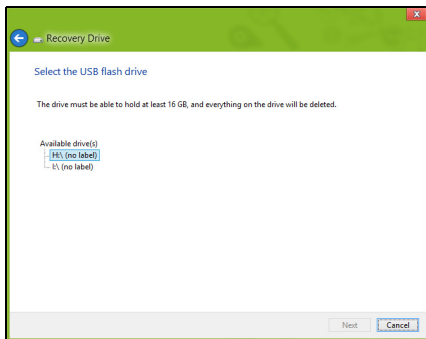 x
Recovery Drive
Select the USB flash drive
The drive must be able to hold at least 16 GB, and everything on the drive will be deleted.
Available drive(s)
H:\ (no label)
I:\ (no label)
Next Cancel